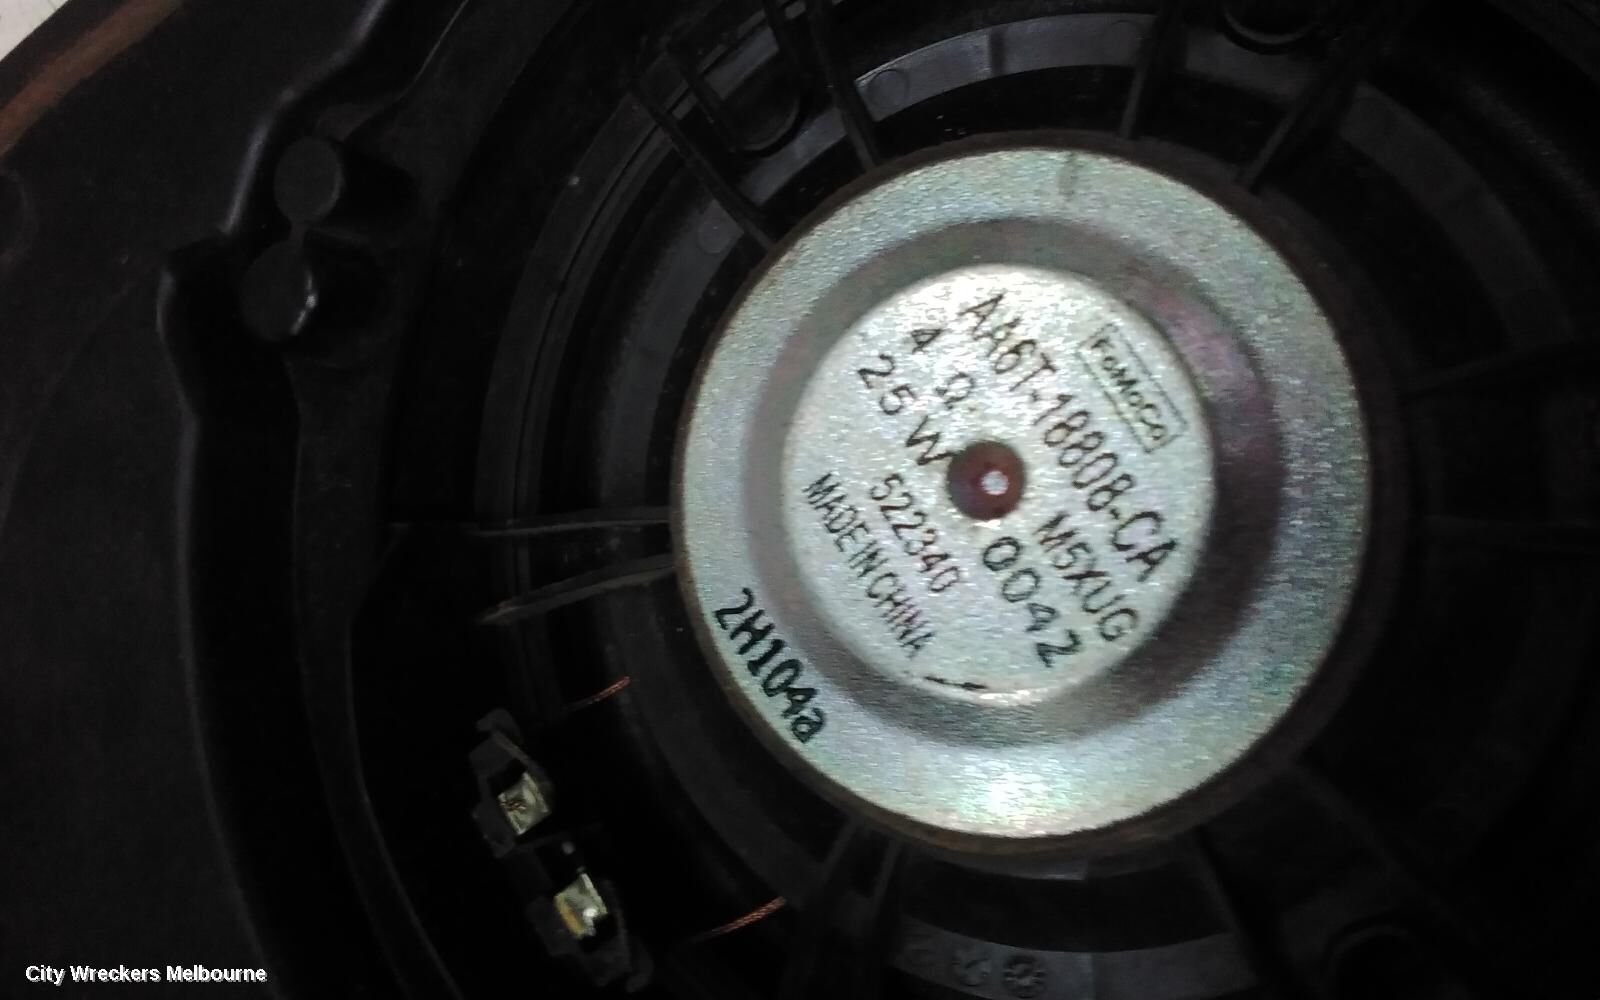 FoMoCo
AA6T-18808-CA
4 Ω M5XUG
25 W 0042
522340
MADE IN CHINA
2H104a
City Wreckers Melbourne